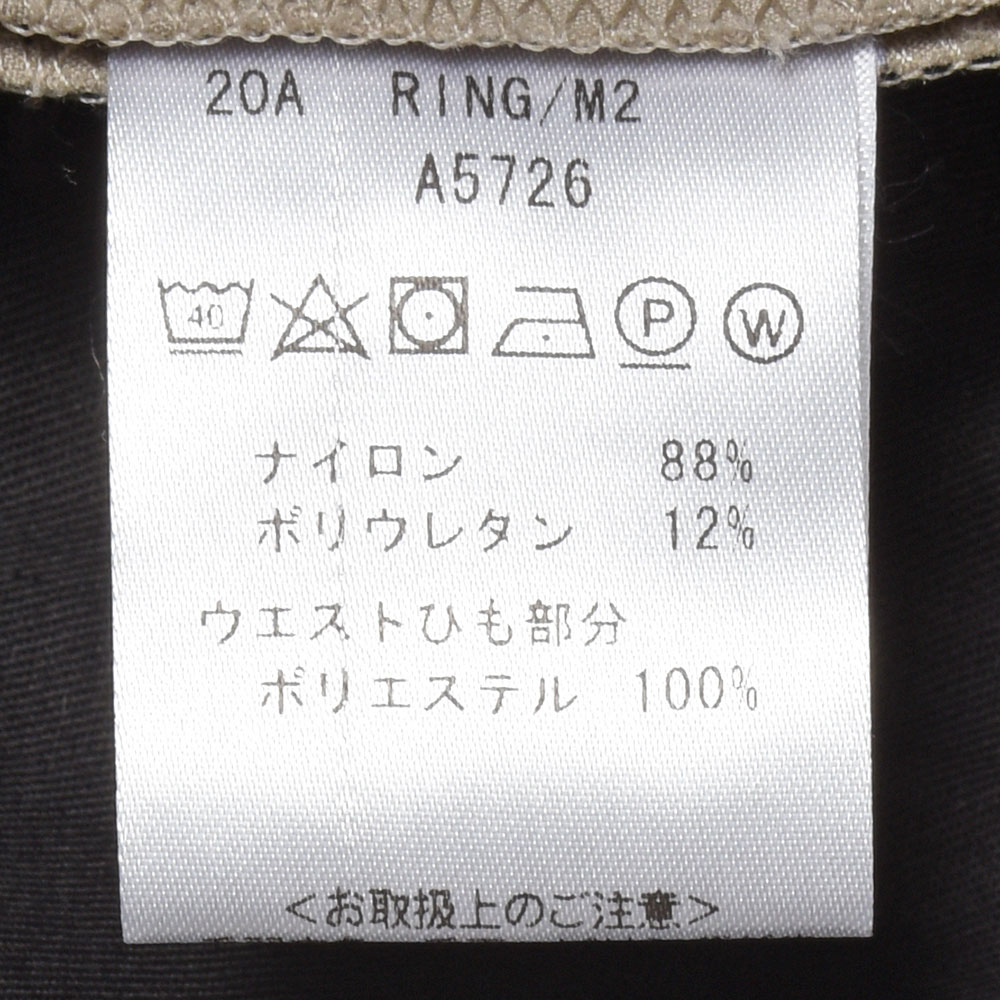 20A RING/M2
A5726
40 P W
ナイロン 88%
ポリウレタン 12%
ウエストひも部分
ポリエステル 100%
<お取扱上のご注意>